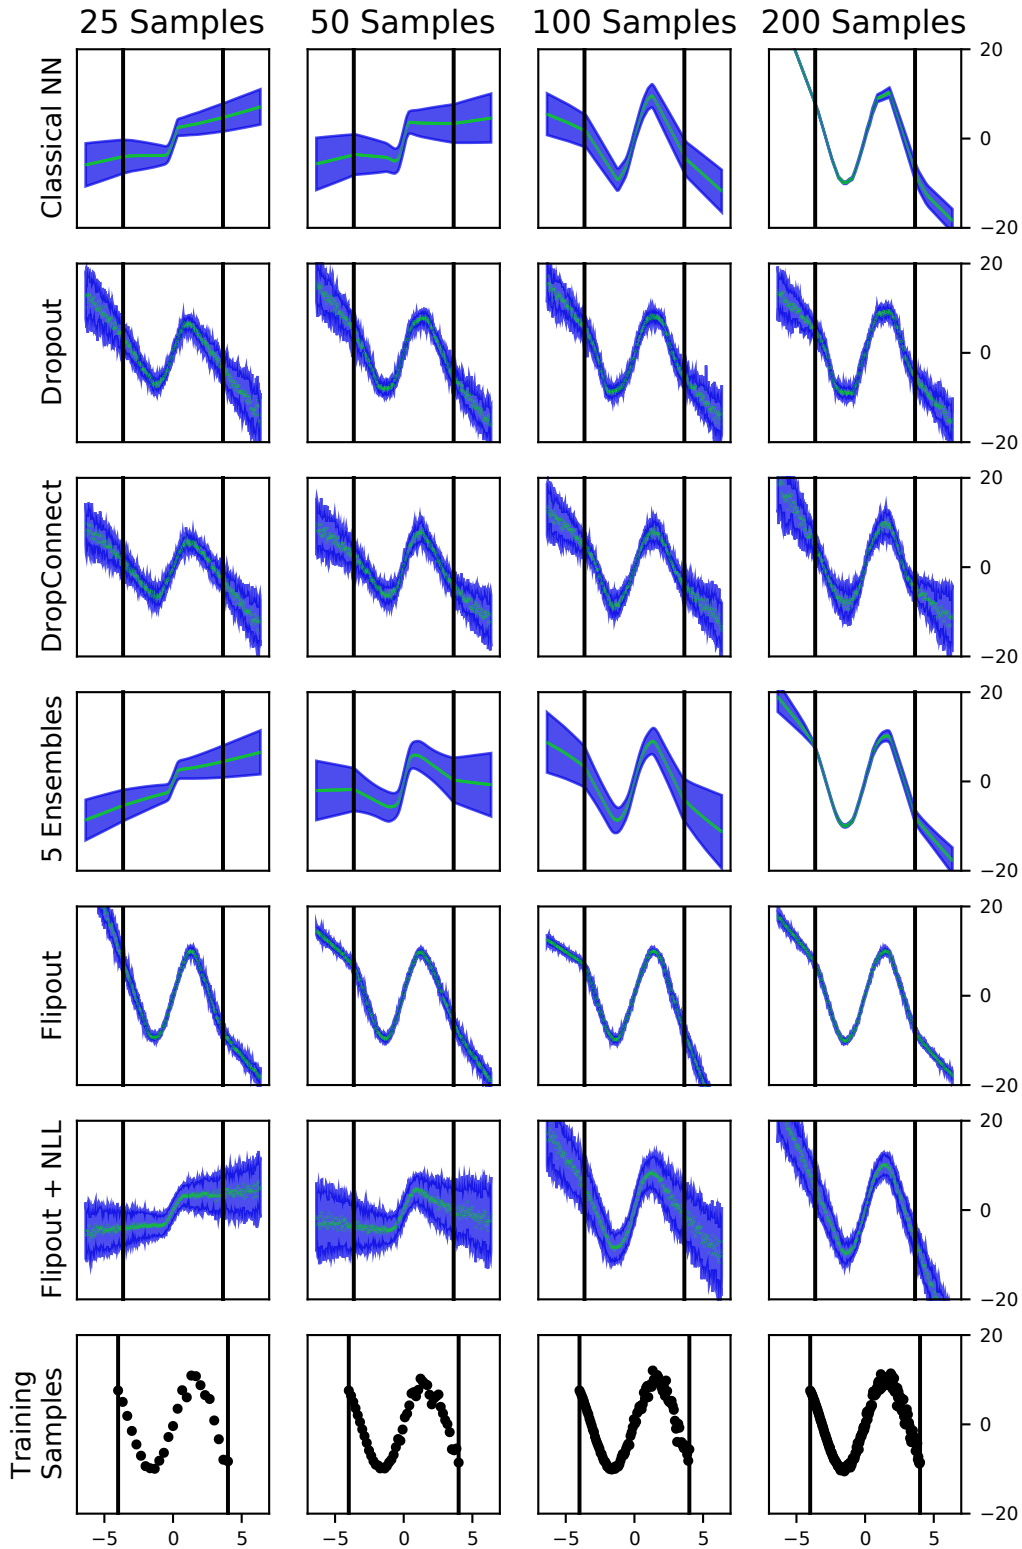 25 Samples 50 Samples 100 Samples 200 Samples
Classical NN
20
0
−20
Dropout
20
0
−20
DropConnect
20
0
−20
5 Ensembles
20
0
−20
Flipout
20
0
−20
Flipout + NLL
20
0
−20
Training
Samples
20
0
−20
−5 0 5 −5 0 5 −5 0 5 −5 0 5